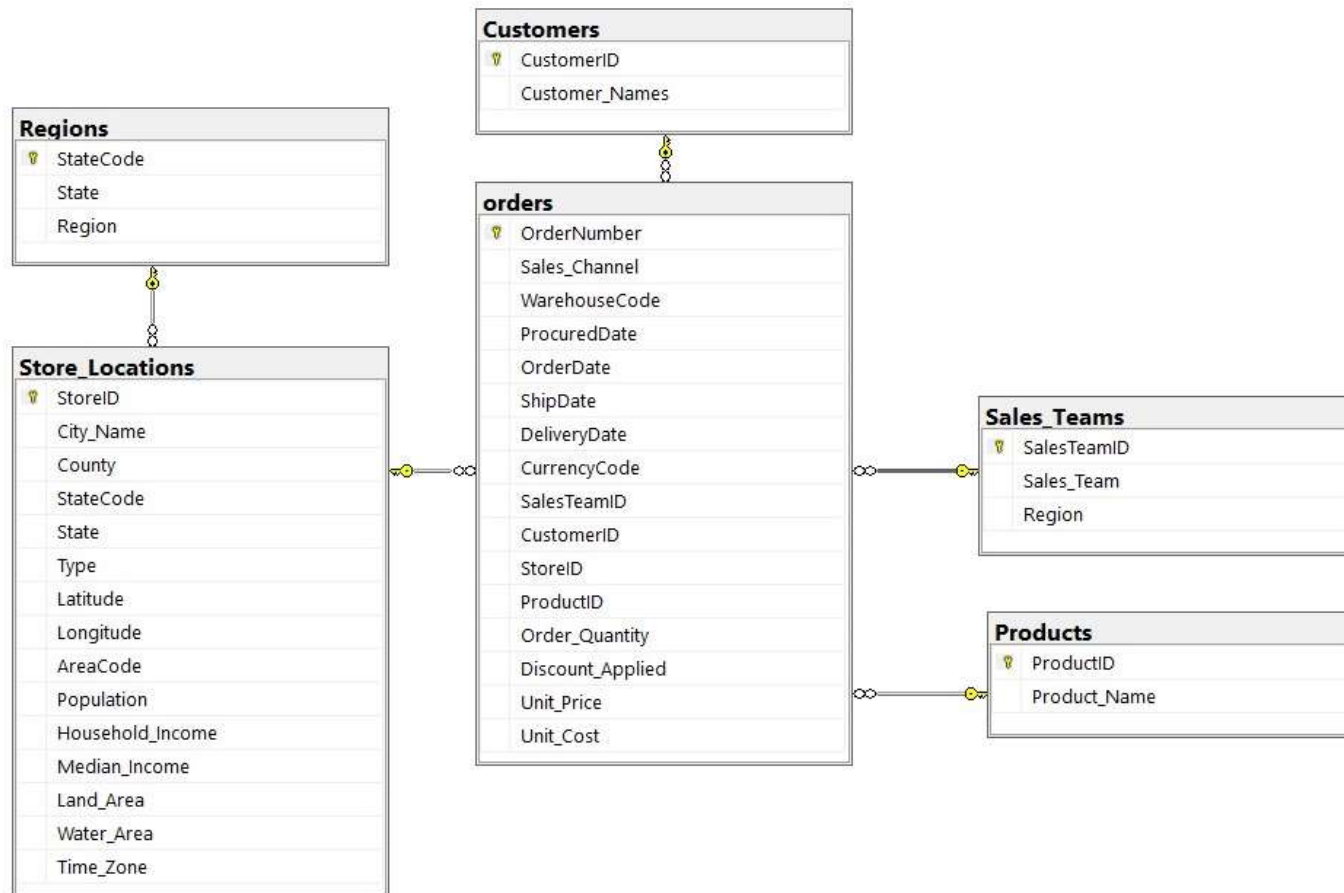 Customers
CustomerID
Customer_Names
Regions
StateCode
State
Region
orders
OrderNumber
Sales_Channel
WarehouseCode
ProcuredDate
OrderDate
ShipDate
DeliveryDate
CurrencyCode
SalesTeamID
CustomerID
StoreID
ProductID
Order_Quantity
Discount_Applied
Unit_Price
Unit_Cost
Store_Locations
StoreID
City_Name
County
StateCode
State
Type
Latitude
Longitude
AreaCode
Population
Household_Income
Median_Income
Land_Area
Water_Area
Time_Zone
Sales_Teams
SalesTeamID
Sales_Team
Region
Products
ProductID
Product_Name